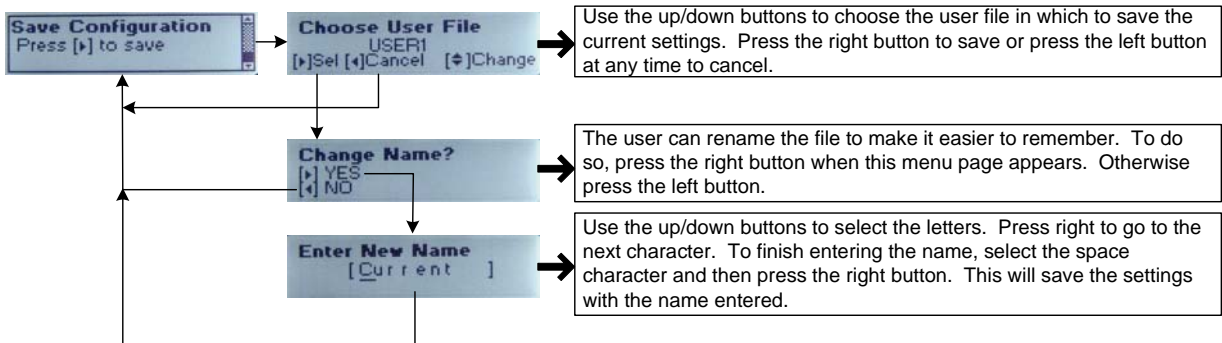 Save Configuration
Press [▸] to save
Choose User File
USER1
[▸]Sel [◂]Cancel [⬍]Change
Use the up/down buttons to choose the user file in which to save the
current settings. Press the right button to save or press the left button
at any time to cancel.
Change Name?
[▸] YES
[◂] NO
The user can rename the file to make it easier to remember. To do
so, press the right button when this menu page appears. Otherwise
press the left button.
Enter New Name
[Current ]
Use the up/down buttons to select the letters. Press right to go to the
next character. To finish entering the name, select the space
character and then press the right button. This will save the settings
with the name entered.